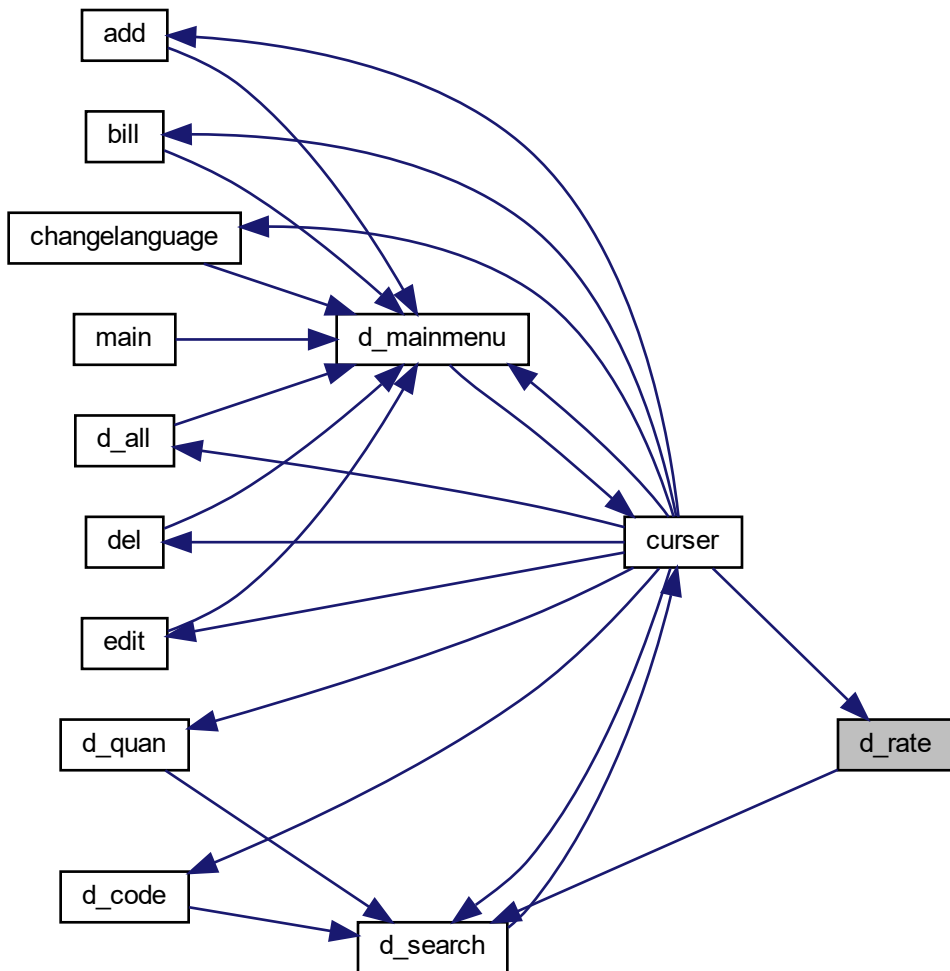 add
bill
changelanguage
main
d_mainmenu
d_all
del
curser
edit
d_quan
d_rate
d_code
d_search